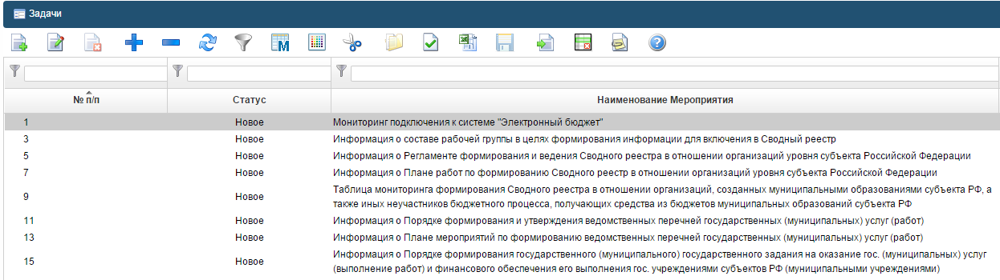 Задачи
№ п/п Статус Наименование Мероприятия
1 Новое Мониторинг подключения к системе "Электронный бюджет"
3 Новое Информация о составе рабочей группы в целях формирования информации для включения в Сводный реестр
5 Новое Информация о Регламенте формирования и ведения Сводного реестра в отношении организаций уровня субъекта Российской Федерации
7 Новое Информация о Плане работ по формированию Сводного реестр в отношении организаций уровня субъекта Российской Федерации
9 Новое Таблица мониторинга формирования Сводного реестра в отношении организаций, созданных муниципальными образованиями субъекта РФ, а
также иных неучастников бюджетного процесса, получающих средства из бюджетов муниципальных образований субъекта РФ
11 Новое Информация о Порядке формирования и утверждения ведомственных перечней государственных (муниципальных) услуг (работ)
13 Новое Информация о Плане мероприятий по формированию ведомственных перечней государственных (муниципальных) услуг (работ)
15 Новое Информация о Порядке формирования государственного (муниципального) государственного задания на оказание гос. (муниципальных) услуг
(выполнение работ) и финансового обеспечения его выполнения гос. учреждениями субъектов РФ (муниципальными учреждениями)